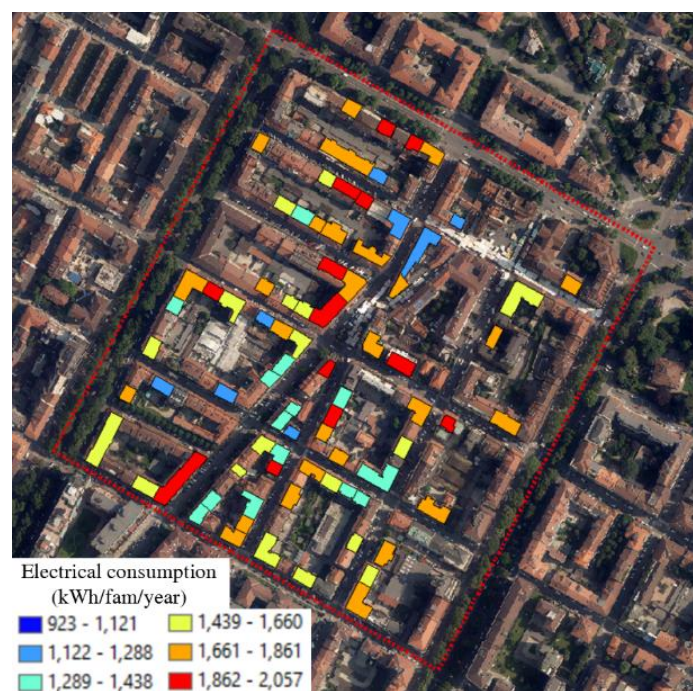 Electrical consumption
(kWh/fam/year)
923 - 1,121
1,122 - 1,288
1,289 - 1,438
1,439 - 1,660
1,661 - 1,861
1,862 - 2,057